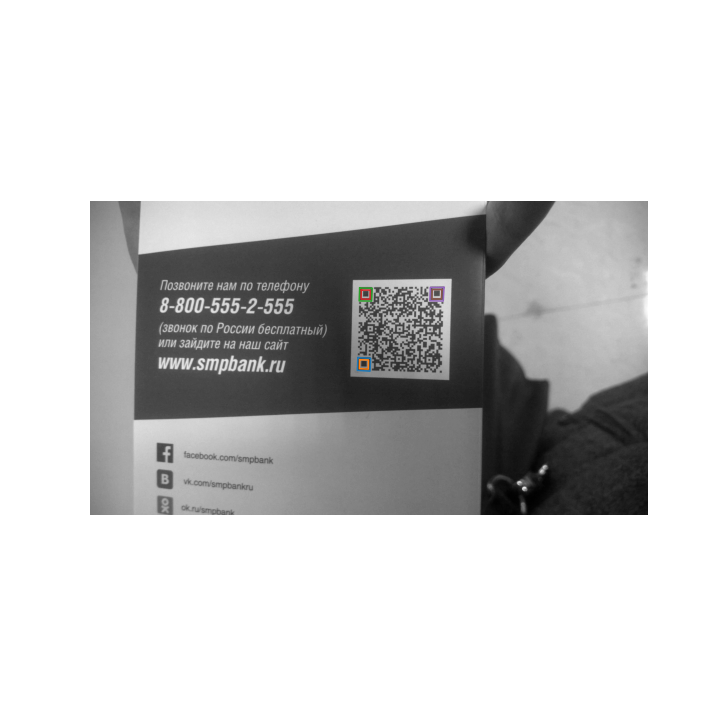 Позвоните нам по телефону
8-800-555-2-555
(звонок по России бесплатный)
или зайдите на наш сайт
www.smpbank.ru
facebook.com/smpbank
vk.com/smpbankru
ok.ru/smpbank